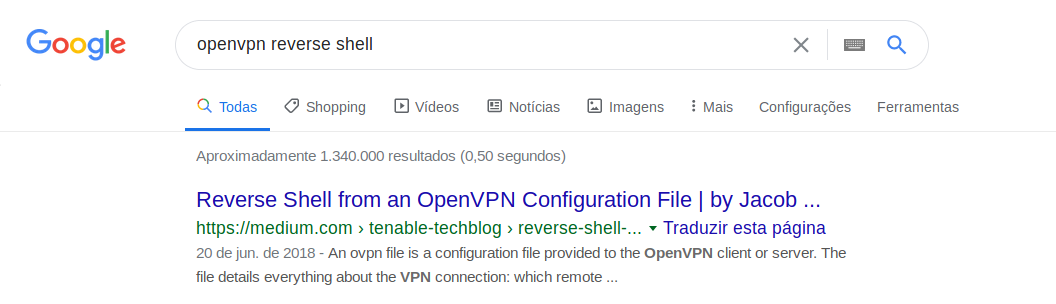 Google
openvpn reverse shell
Todas Shopping Vídeos Notícias Imagens Mais Configurações Ferramentas
Aproximadamente 1.340.000 resultados (0,50 segundos)
Reverse Shell from an OpenVPN Configuration File | by Jacob ...
https://medium.com › tenable-techblog › reverse-shell-... Traduzir esta página
20 de jun. de 2018 - An ovpn file is a configuration file provided to the OpenVPN client or server. The
file details everything about the VPN connection: which remote ...